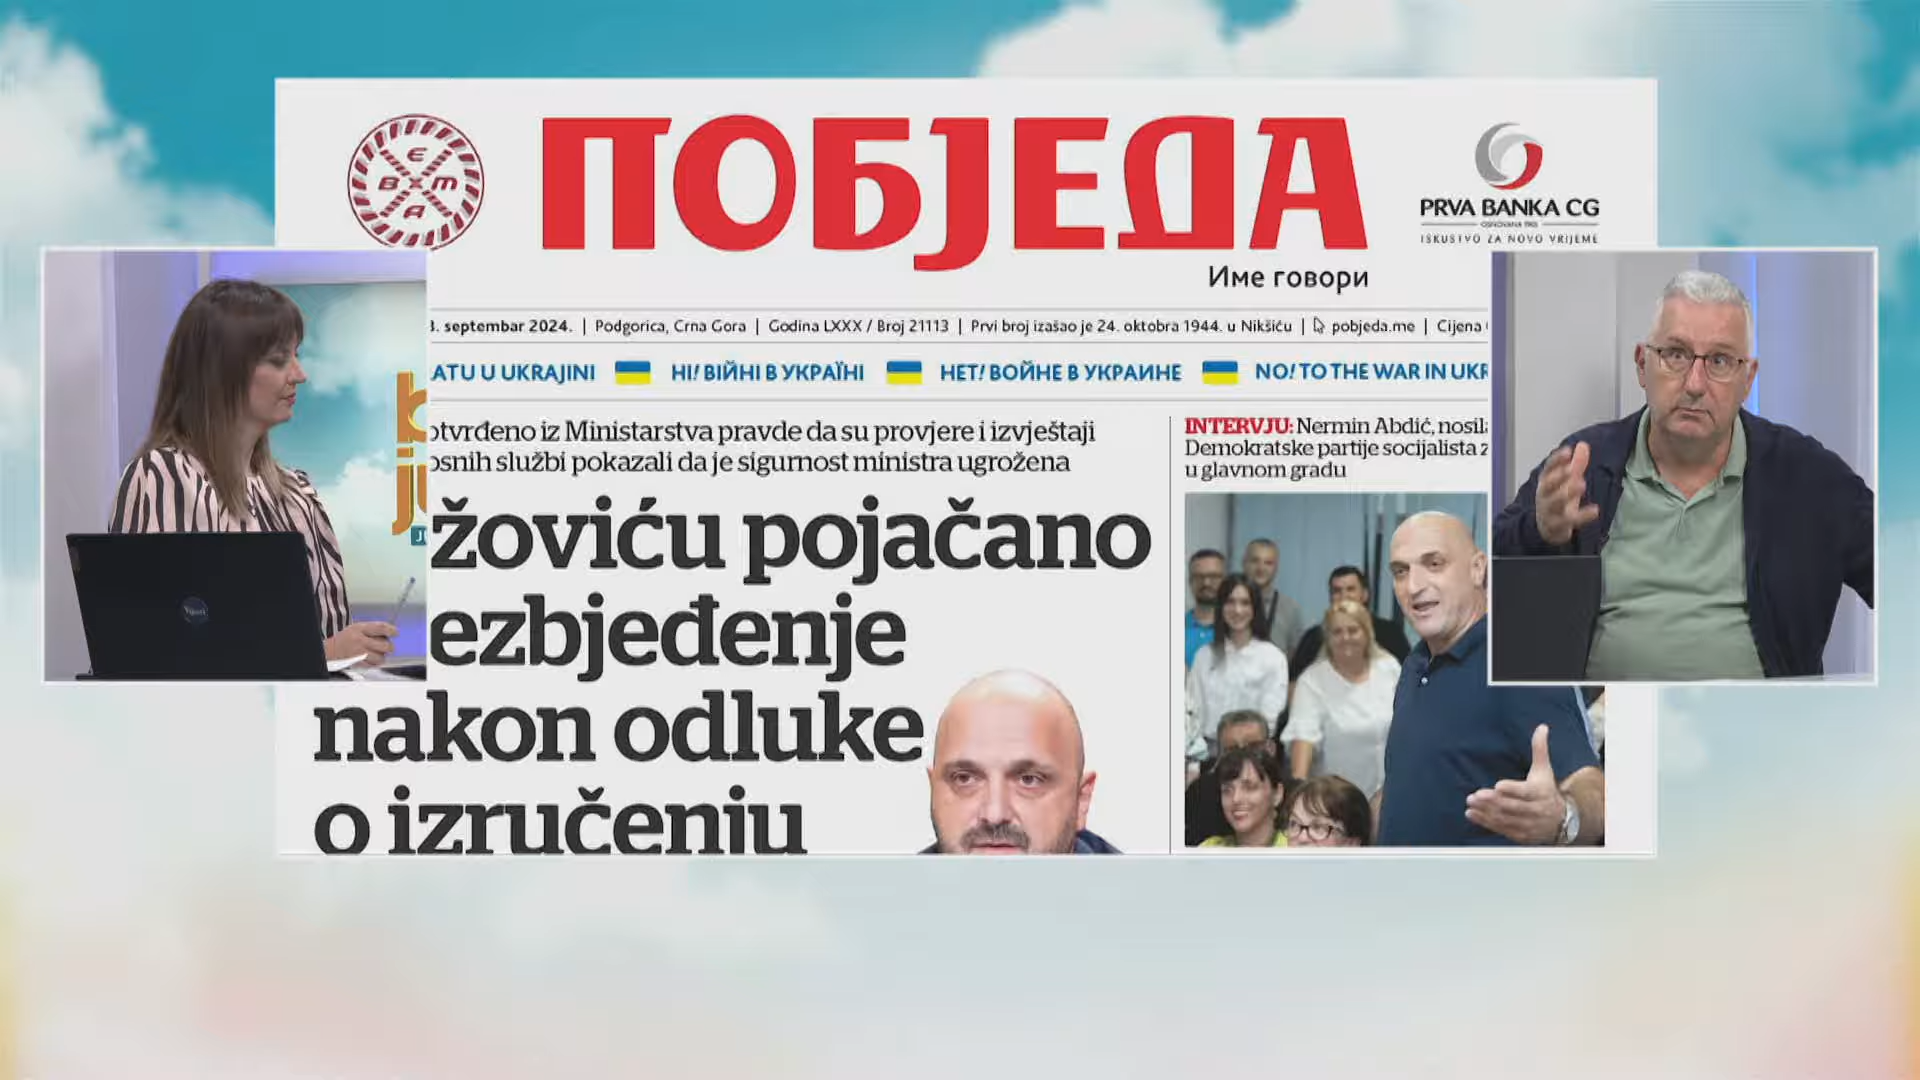 ПОБЈЕДА
Име говори
PRVA BANKA CG
OSNOVANA 1901.
ISKUSTVO ZA NOVO VRIJEME
septembar 2024. | Podgorica, Crna Gora | Godina LXXX / Broj 21113 | Prvi broj izašao je 24. oktobra 1944. u Nikšiću | pobjeda.me | Cijena
ATU U UKRAJINI НІ! ВІЙНІ В УКРАЇНІ НЕТ! ВОЙНЕ В УКРАИНЕ NO! TO THE WAR IN UKR
otvrđeno iz Ministarstva pravde da su provjere i izvještaji
osnih službi pokazali da je sigurnost ministra ugrožena
žoviću pojačano
ezbjeđenje
nakon odluke
o izručenju
INTERVJU: Nermin Abdić, nosil
Demokratske partije socijalista z
u glavnom gradu